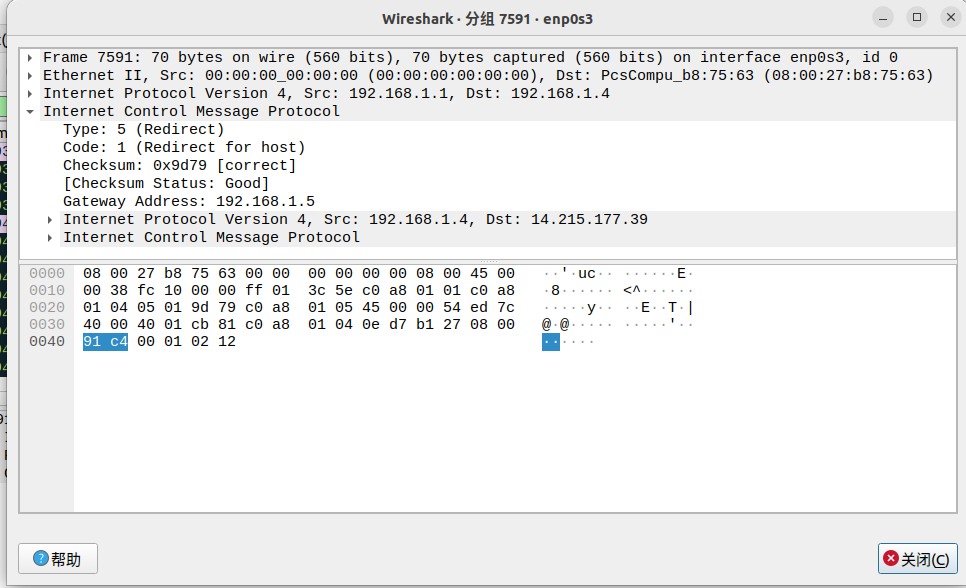 Wireshark · 分组 7591 · enp0s3
Frame 7591: 70 bytes on wire (560 bits), 70 bytes captured (560 bits) on interface enp0s3, id 0
Ethernet II, Src: 00:00:00_00:00:00 (00:00:00:00:00:00), Dst: PcsCompu_b8:75:63 (08:00:27:b8:75:63)
Internet Protocol Version 4, Src: 192.168.1.1, Dst: 192.168.1.4
Internet Control Message Protocol
Type: 5 (Redirect)
Code: 1 (Redirect for host)
Checksum: 0x9d79 [correct]
[Checksum Status: Good]
Gateway Address: 192.168.1.5
Internet Protocol Version 4, Src: 192.168.1.4, Dst: 14.215.177.39
Internet Control Message Protocol
0000 08 00 27 b8 75 63 00 00 00 00 00 00 08 00 45 00 ··'·uc·· ······E·
0010 00 38 fc 10 00 00 ff 01 3c 5e c0 a8 01 01 c0 a8 ·8······ <^······
0020 01 04 05 01 9d 79 c0 a8 01 05 45 00 00 54 ed 7c ·····y·· ··E··T·|
0030 40 00 40 01 cb 81 c0 a8 01 04 0e d7 b1 27 08 00 @·@····· ·····'··
0040 91 c4 00 01 02 12 ······
帮助
关闭(C)